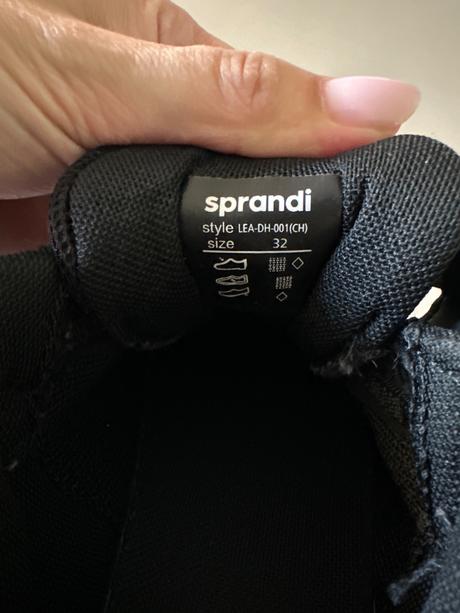 sprandi
style LEA-DH-001(CH)
size 32